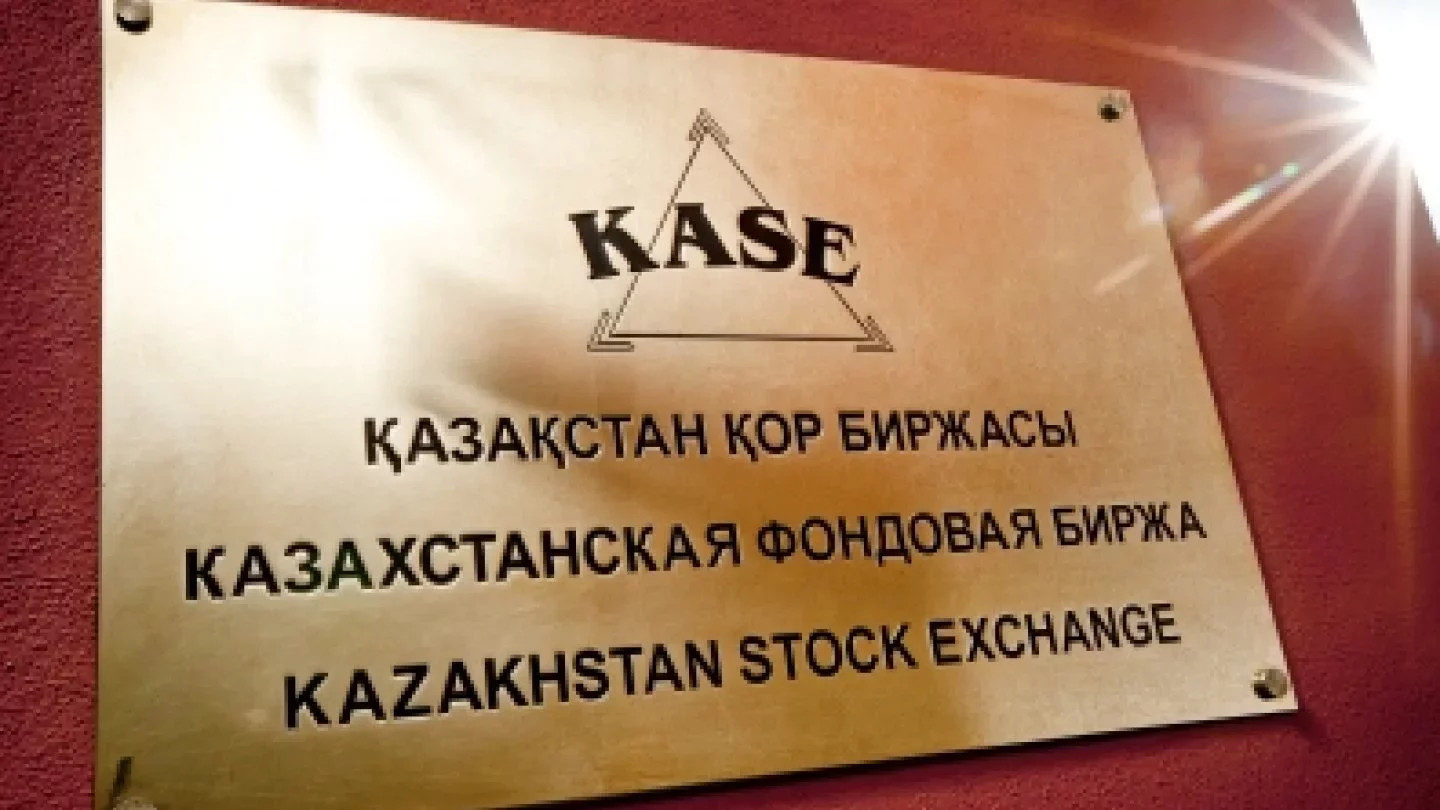 KASE
ҚАЗАҚСТАН ҚОР БИРЖАСЫ
КАЗАХСТАНСКАЯ ФОНДОВАЯ БИРЖА
KAZAKHSTAN STOCK EXCHANGE